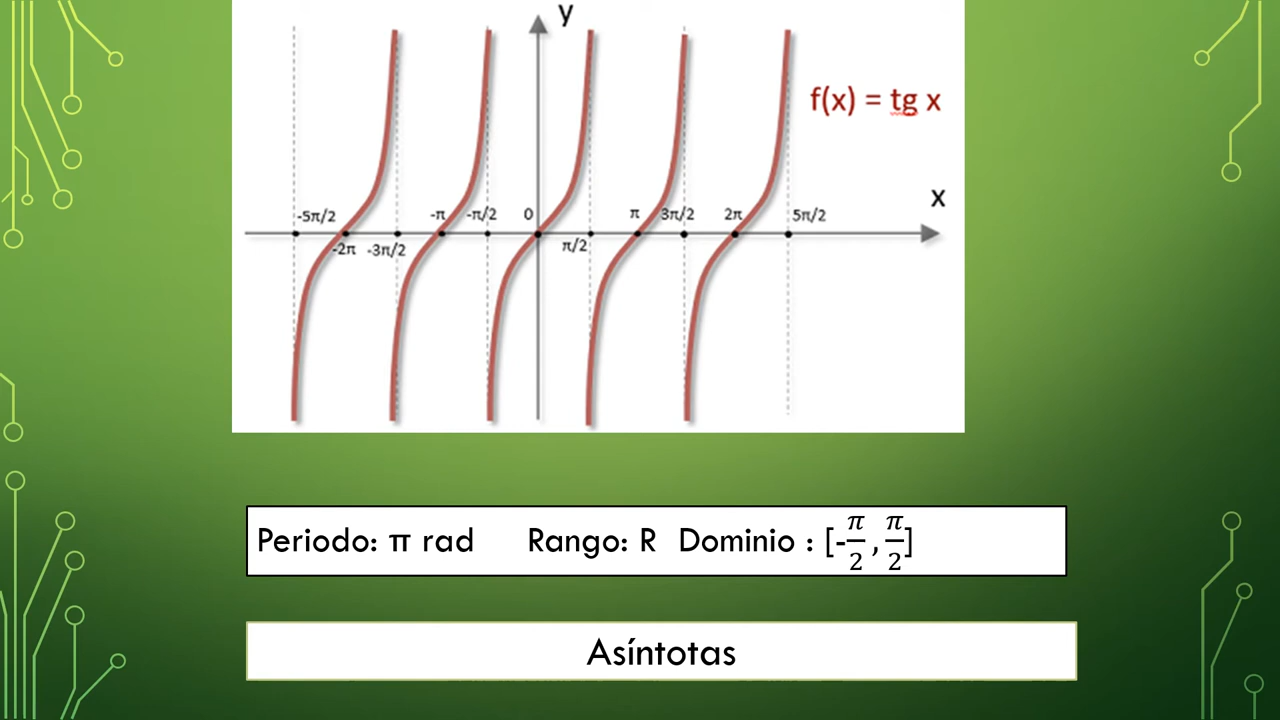 y
f(x) = tg x
x
-5π/2 -π -π/2 0 π 3π/2 2π 5π/2
-2π -3π/2 π/2
Periodo: π rad Rango: R Dominio : [-π/2 , π/2]
Asíntotas